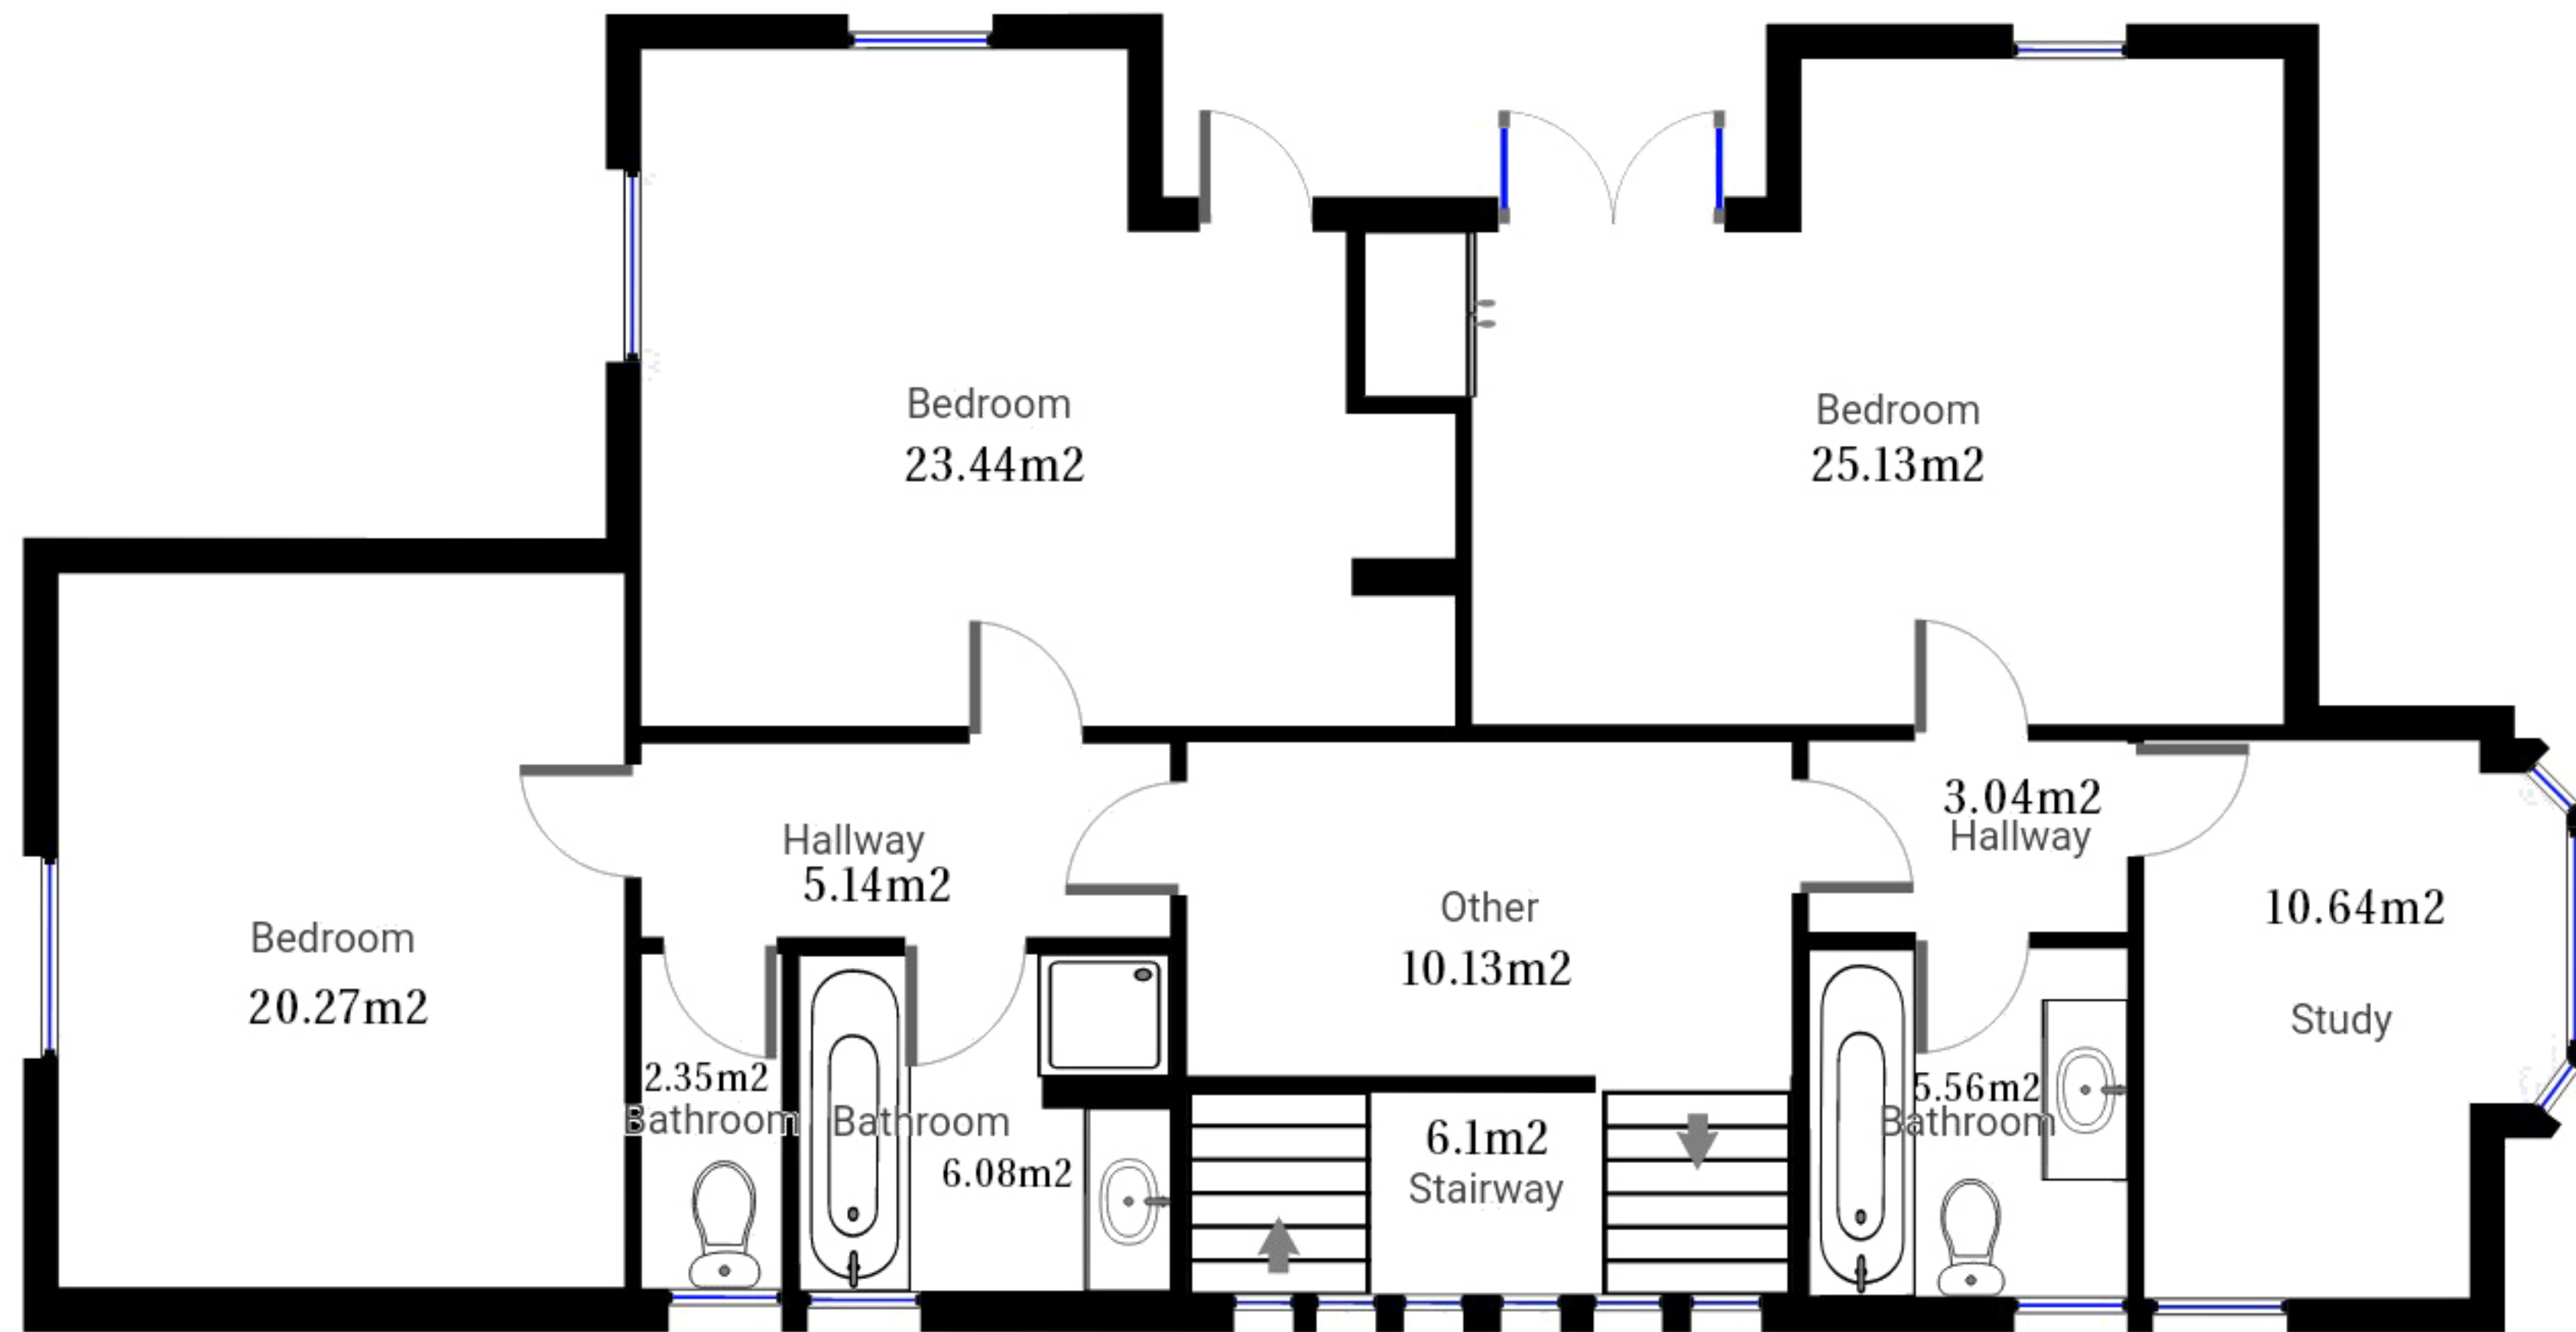 Bedroom
23.44m2
Bedroom
25.13m2
Bedroom
20.27m2
Hallway
5.14m2
Other
10.13m2
3.04m2
Hallway
10.64m2
Study
2.35m2
Bathroom
Bathroom
6.08m2
6.1m2
Stairway
5.56m2
Bathroom